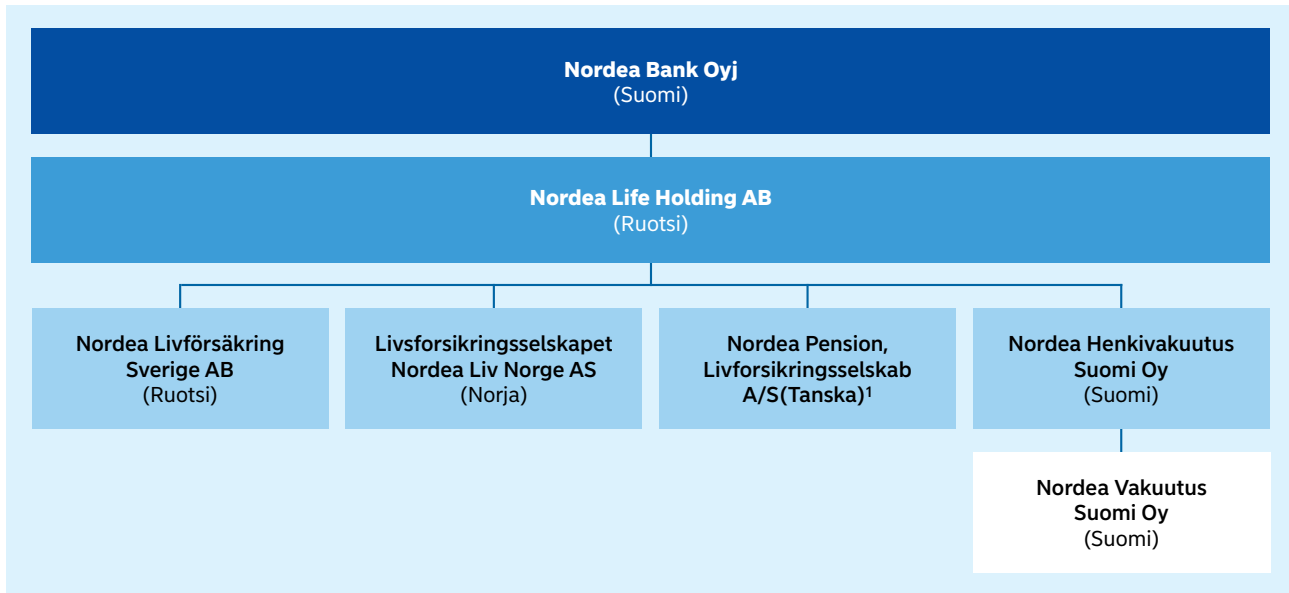 Nordea Bank Oyj
(Suomi)
Nordea Life Holding AB
(Ruotsi)
Nordea Livförsäkring
Sverige AB
(Ruotsi)
Livsforsikringsselskapet
Nordea Liv Norge AS
(Norja)
Nordea Pension,
Livforsikringsselskab
A/S(Tanska)¹
Nordea Henkivakuutus
Suomi Oy
(Suomi)
Nordea Vakuutus
Suomi Oy
(Suomi)